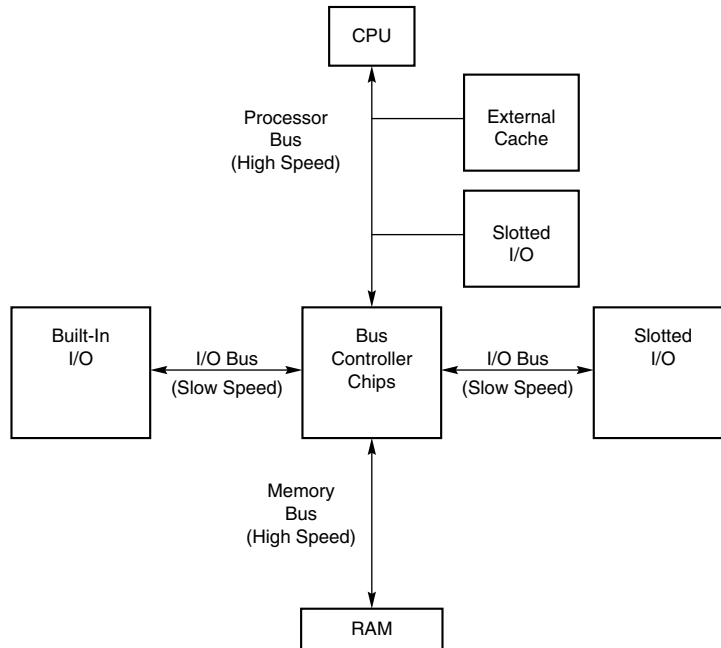 CPU
Processor
Bus
(High Speed)
External
Cache
Slotted
I/O
Built-In
I/O
I/O Bus
(Slow Speed)
Bus
Controller
Chips
I/O Bus
(Slow Speed)
Slotted
I/O
Memory
Bus
(High Speed)
RAM